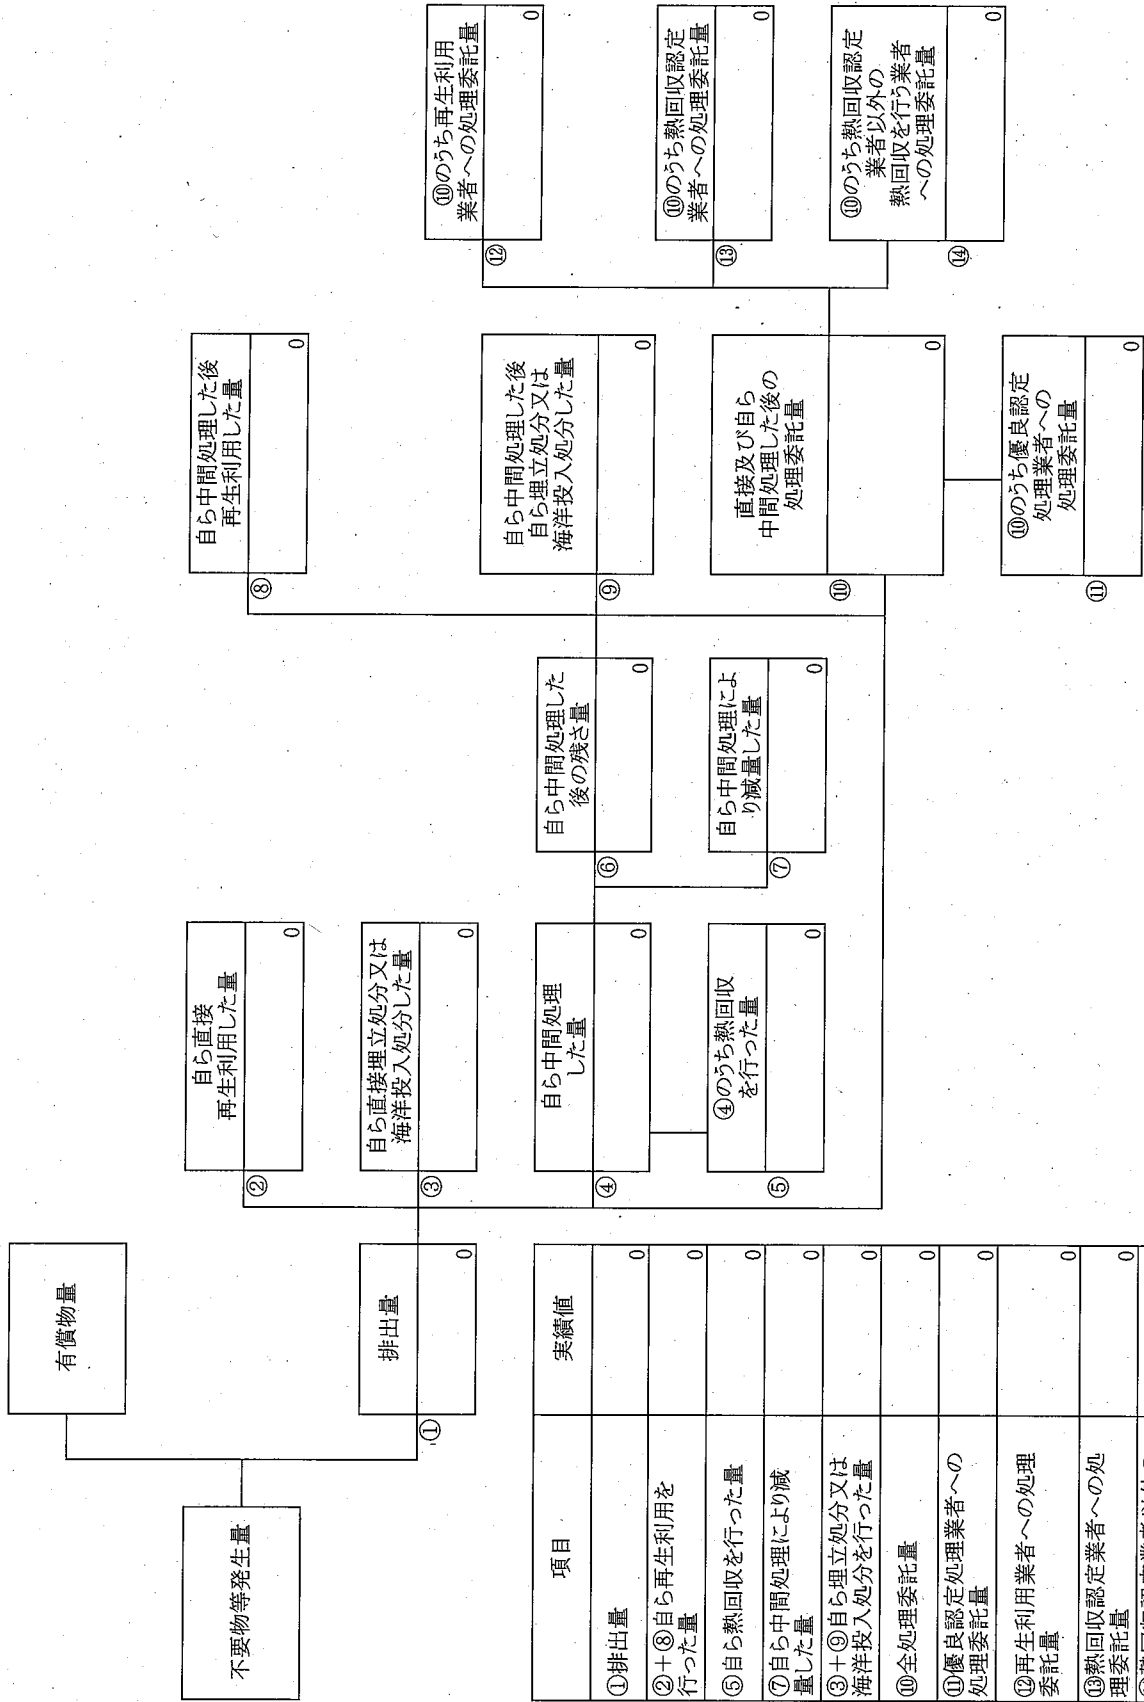 不要物等発生量
有償物量
①
排出量
0
②
自ら直接
再生利用した量
0
③
自ら直接埋立処分又は
海洋投入処分した量
0
④
自ら中間処理
した量
0
⑤
④のうち熱回収
を行った量
0
⑥
自ら中間処理した
後の残さ量
0
⑦
自ら中間処理によ
り減量した量
0
⑧
自ら中間処理した後
再生利用した量
0
⑨
自ら中間処理した後
自ら埋立処分又は
海洋投入処分した量
0
⑩
直接及び自ら
中間処理した後の
処理委託量
0
⑪
⑩のうち優良認定
処理業者への
処理委託量
0
⑫
⑩のうち再生利用
業者への処理委託量
0
⑬
⑩のうち熱回収認定
業者への処理委託量
0
⑭
⑩のうち熱回収認定
業者以外の
熱回収を行う業者
への処理委託量
0
項目 実績値
①排出量 0
②+⑧自ら再生利用を
行った量 0
⑤自ら熱回収を行った量 0
⑦自ら中間処理により減
量した量 0
③+⑨自ら埋立処分又は
海洋投入処分を行った量 0
⑩全処理委託量 0
⑪優良認定処理業者への
処理委託量 0
⑫再生利用業者への処理
委託量 0
⑬熱回収認定業者への処
理委託量 0